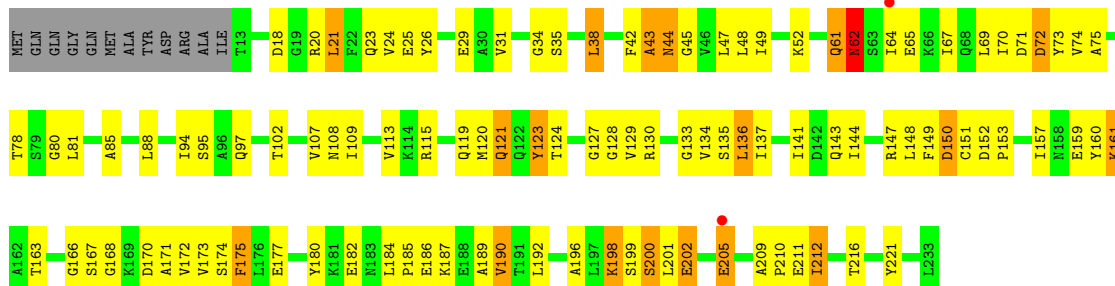 MET GLN GLN GLY GLN MET ALA TYR ASP ARG ALA ILE T13 D18 G19 R20 L21 F22 Q23 V24 E25 Y26 E29 A30 V31 G34 S35 L38 F42 A43 N44 G45 V46 L47 L48 I49 K52 Q61 N62 S63 I64 E65 K66 I67 Q68 L69 I70 D71 D72 Y73 V74 A75
T78 S79 G80 L81 A85 L88 I94 S95 A96 Q97 T102 V107 N108 I109 V113 K114 R115 Q119 M120 Q121 Q122 Y123 T124 G127 G128 V129 R130 G133 V134 S135 L136 I137 I141 D142 Q143 I144 R147 L148 F149 D150 C151 D152 P153 I157 N158 E159 Y160 K161
A162 T163 G166 S167 G168 K169 D170 A171 V172 V173 S174 F175 L176 E177 Y180 K181 E182 N183 L184 P185 E186 K187 E188 A189 V190 T191 L192 A196 L197 K198 S199 S200 L201 E202 E205 A209 P210 E211 I212 T216 Y221 L233